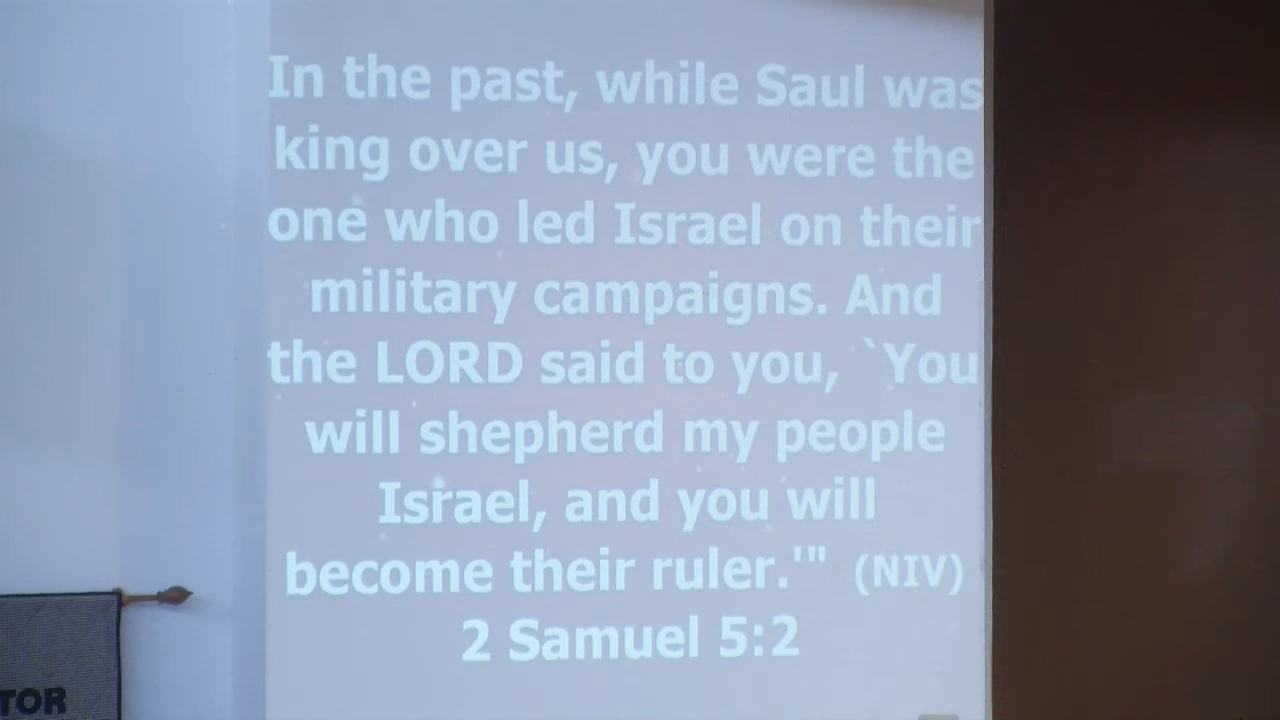 In the past, while Saul was
king over us, you were the
one who led Israel on their
military campaigns. And
the LORD said to you, `You
will shepherd my people
Israel, and you will
become their ruler.'" (NIV)
2 Samuel 5:2
TOR